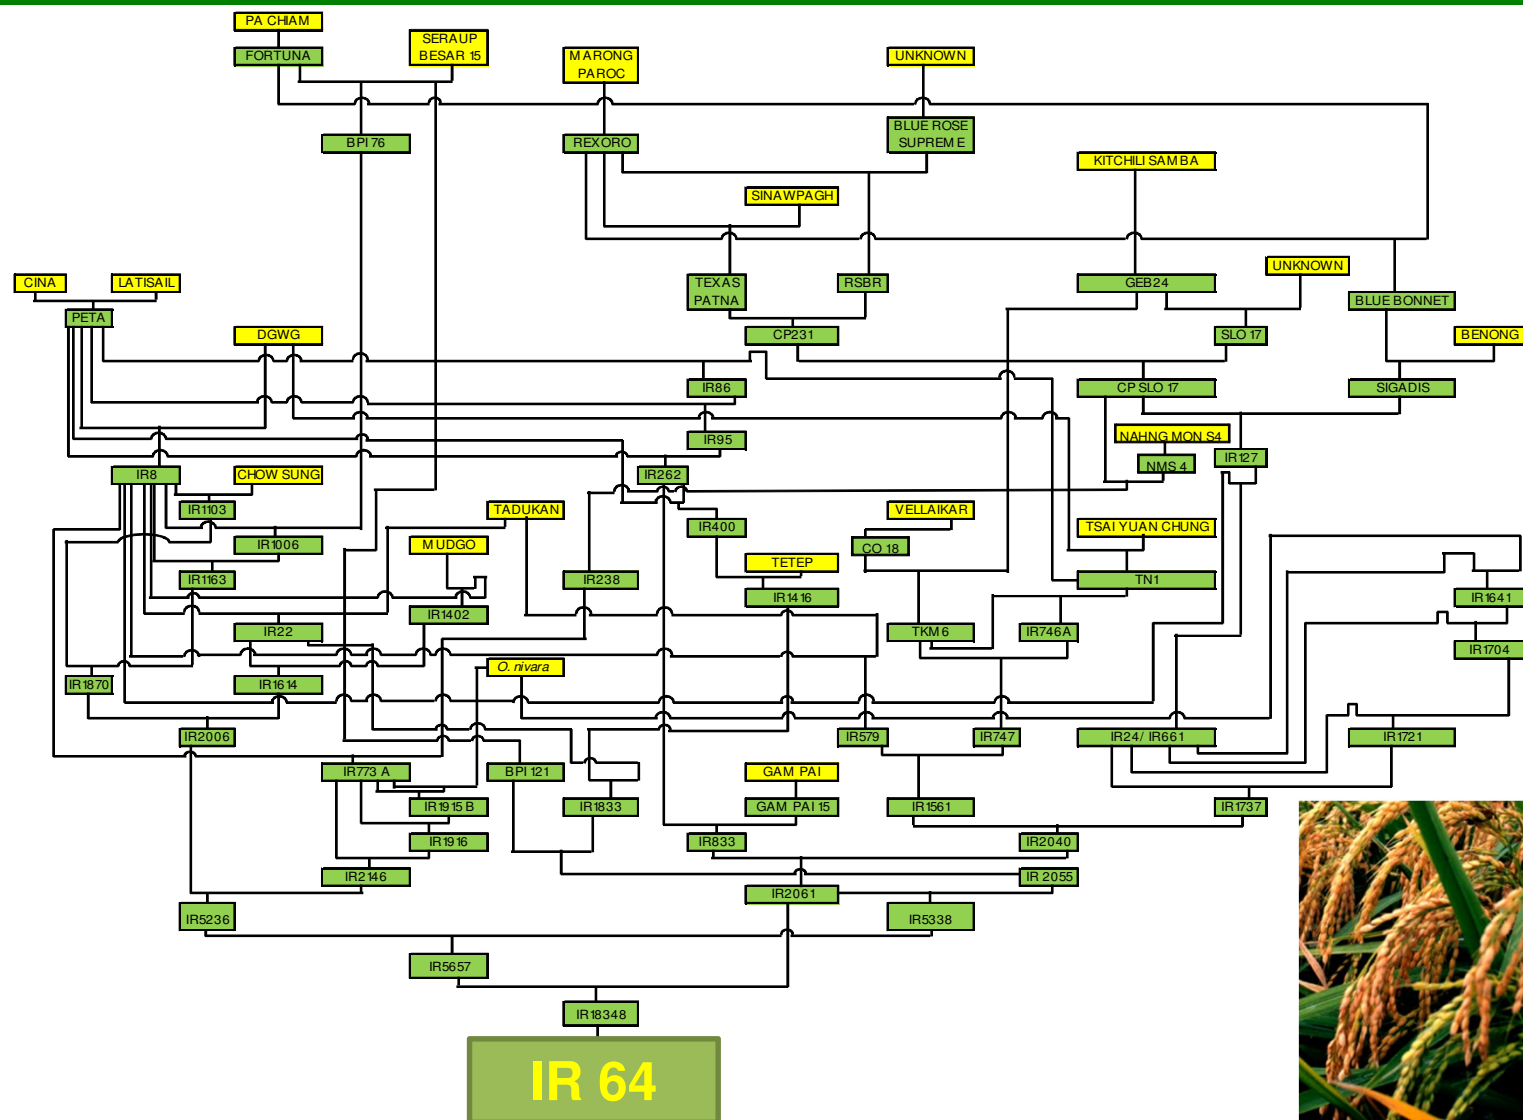 PA CHIAM
SERAUP
BESAR 15
FORTUNA
MARONG
PAROC
UNKNOWN
BPI 76
REXORO
BLUE ROSE
SUPREME
KITCHILI SAMBA
SINAWPAGH
UNKNOWN
CINA
LATISAIL
TEXAS
PATNA
RSBR
GEB24
BLUE BONNET
PETA
DGWG
CP231
SLO 17
BENONG
IR86
CP SLO 17
SIGADIS
IR95
NAHNG MON S4
IR8
CHOW SUNG
IR262
NMS 4
IR127
IR1103
TADUKAN
VELLAIKAR
IR400
TSAI YUAN CHUNG
IR1006
MUDGO
CO 18
TETEP
IR1163
IR238
TN1
IR1416
IR1641
IR1402
IR22
TKM6
IR746A
IR1704
O. nivara
IR1870
IR1614
IR2006
IR579
IR747
IR24/ IR661
IR1721
IR773 A
BPI 121
GAM PAI
IR1915 B
IR1833
GAM PAI 15
IR1561
IR1737
IR1916
IR833
IR2040
IR2146
IR 2055
IR2061
IR5236
IR5338
IR5657
IR18348
IR 64